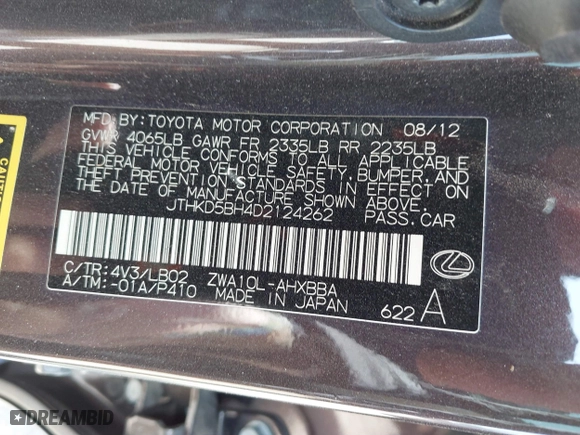 MFD. BY: TOYOTA MOTOR CORPORATION 08/12
GVWR 4065LB GAWR FR 2335LB RR 2235LB
THIS VEHICLE CONFORMS TO ALL APPLICABLE
FEDERAL MOTOR VEHICLE SAFETY, BUMPER, AND
THEFT PREVENTION STANDARDS IN EFFECT ON
THE DATE OF MANUFACTURE SHOWN ABOVE.
JTHKD5BH4D2124262 PASS. CAR
C/TR: 4V3/LB02 ZWA10L-AHXBBA
A/TM: -01A/P410 MADE IN JAPAN
622 A
DREAMBID